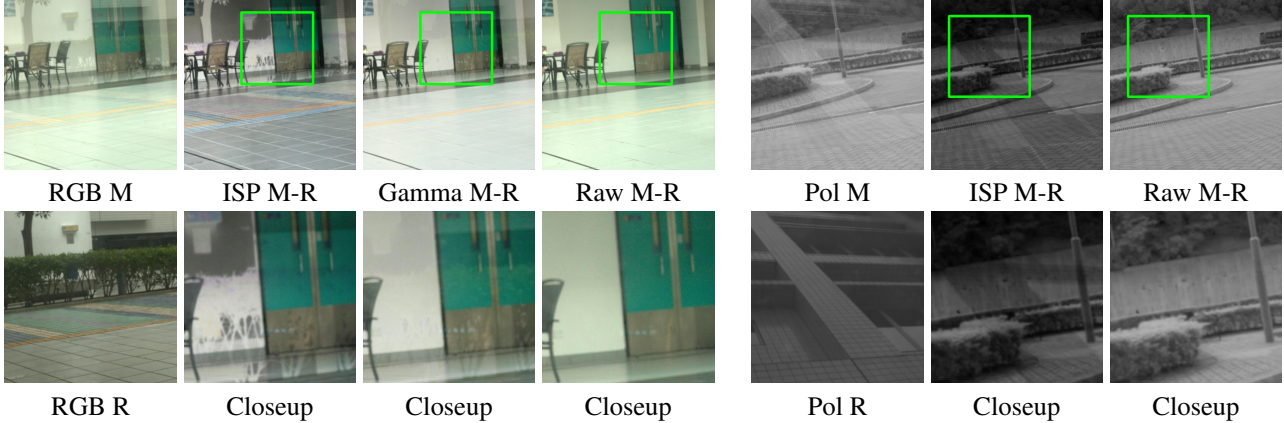 RGB M ISP M-R Gamma M-R Raw M-R Pol M ISP M-R Raw M-R
RGB R Closeup Closeup Closeup Pol R Closeup Closeup